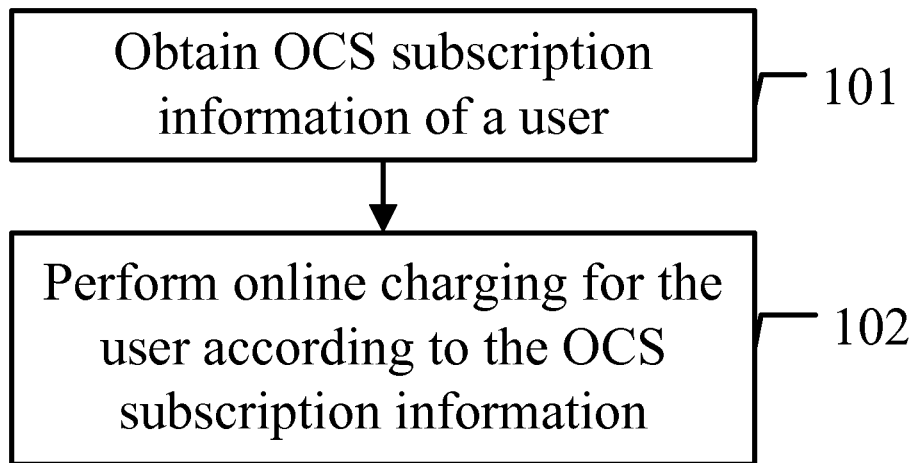 Obtain OCS subscription
information of a user
101
Perform online charging for the
user according to the OCS
subscription information
102